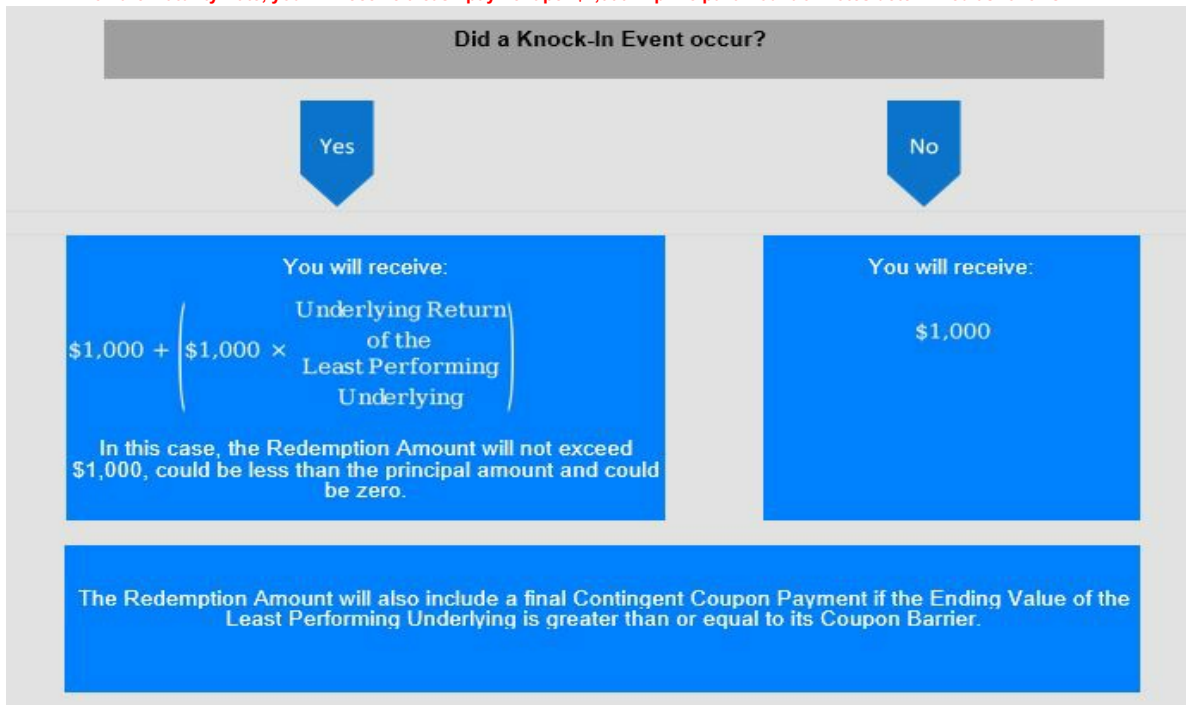 Did a Knock-In Event occur?
Yes
No
You will receive:
$1,000 + ($1,000 × Underlying Return
of the
Least Performing
Underlying)
In this case, the Redemption Amount will not exceed
$1,000, could be less than the principal amount and could
be zero.
You will receive:
$1,000
The Redemption Amount will also include a final Contingent Coupon Payment if the Ending Value of the
Least Performing Underlying is greater than or equal to its Coupon Barrier.